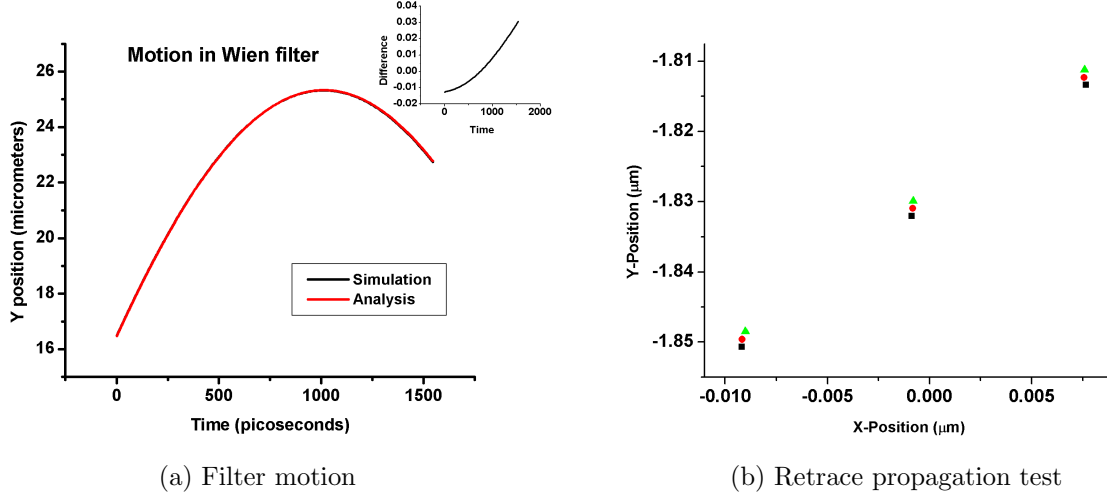 Motion in Wien filter
Y position (micrometers)
26
24
22
20
18
16
0
500
1000
1500
Time (picoseconds)
Simulation
Analysis
Difference
0.04
0.03
0.02
0.01
0.00
-0.01
-0.02
0
1000
2000
Time
(a) Filter motion
Y-Position (μm)
-1.81
-1.82
-1.83
-1.84
-1.85
-0.010
-0.005
0.000
0.005
X-Position (μm)
(b) Retrace propagation test